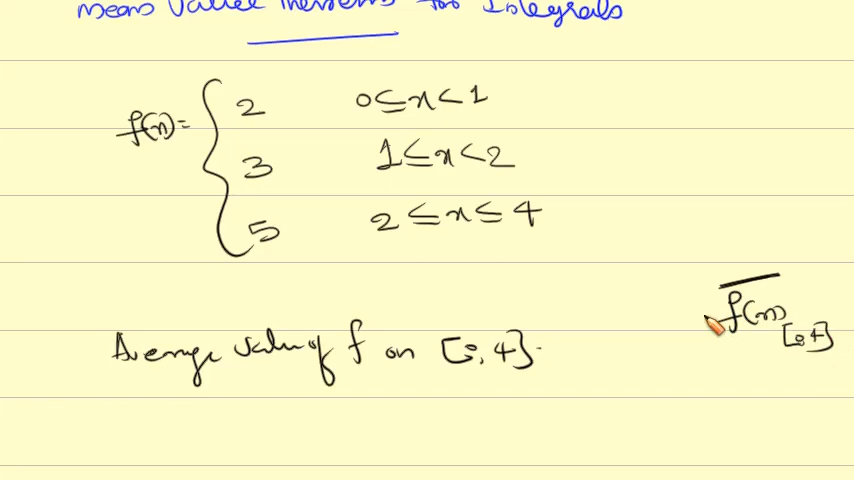 Mean Value Theorem for Integrals
f(x) = { 2 0 ≤ x < 1
3 1 ≤ x < 2
5 2 ≤ x ≤ 4
Average value of f on [0, 4].
f(x) [0,4]